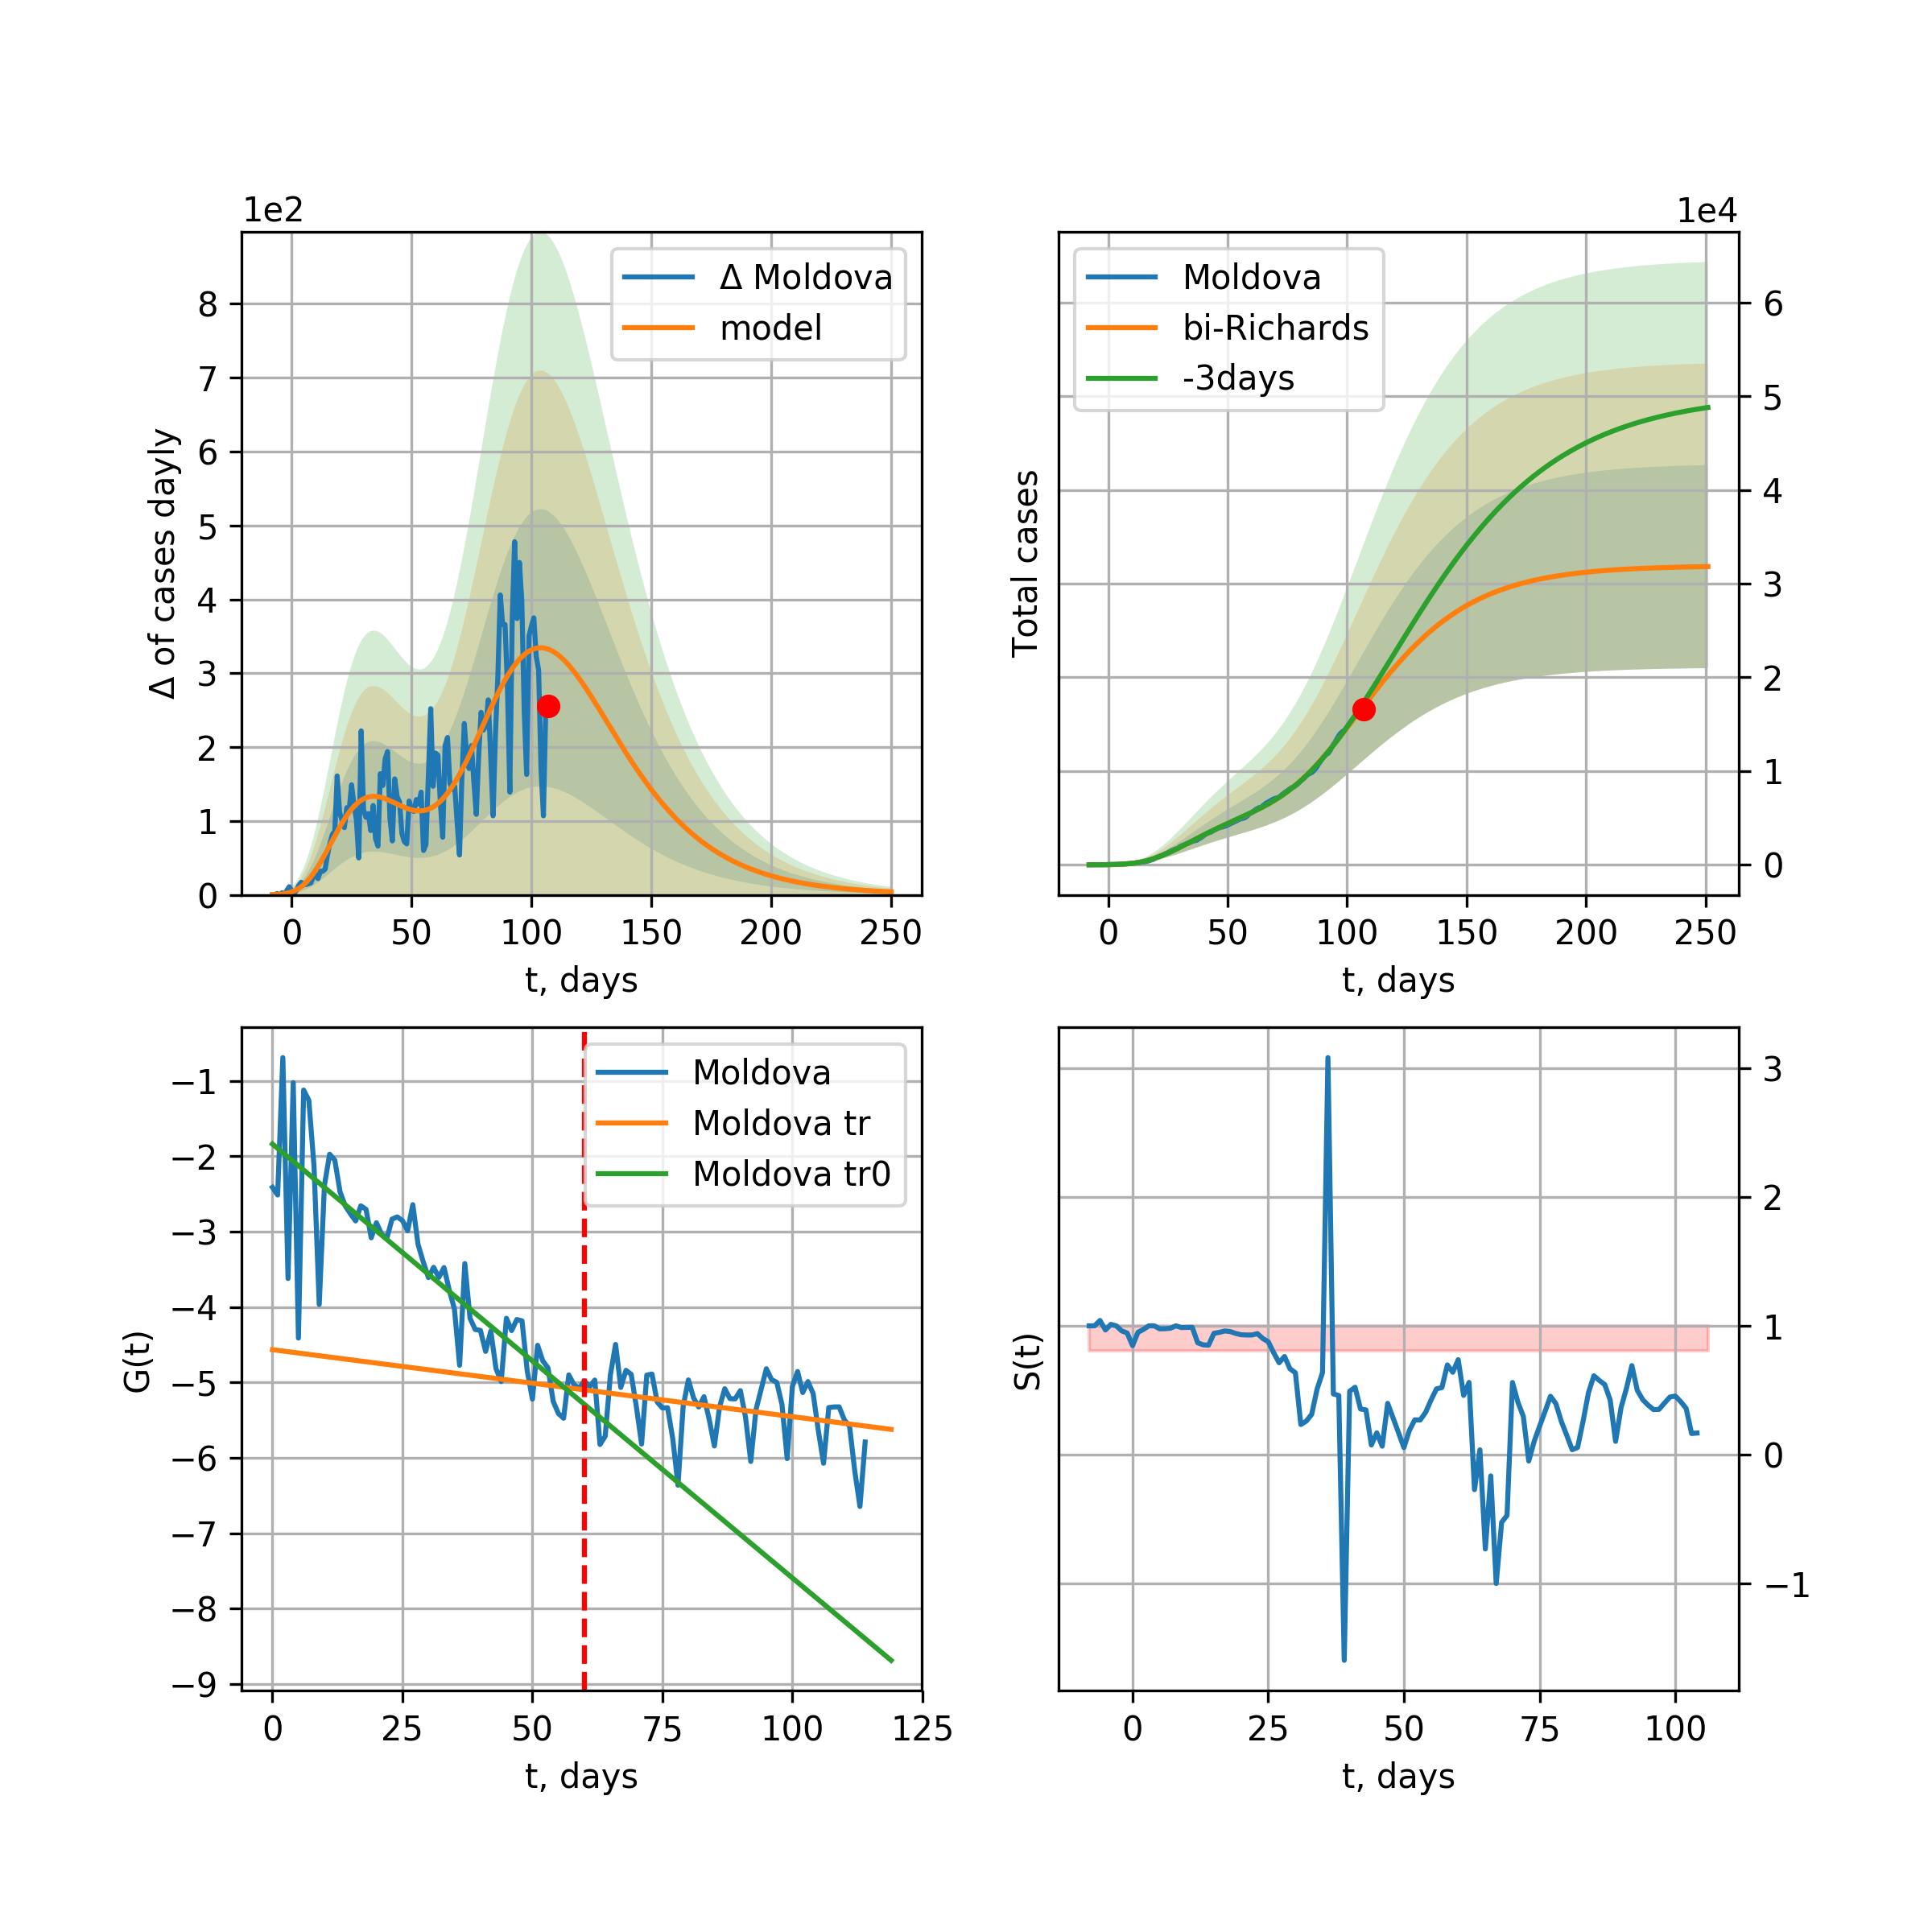 1e2
Δ of cases dayly
8
7
6
5
4
3
2
1
0
Δ Moldova
model
0 50 100 150 200 250
t, days
1e4
Total cases
Moldova
bi-Richards
-3days
6
5
4
3
2
1
0
0 50 100 150 200 250
t, days
G(t)
−1
−2
−3
−4
−5
−6
−7
−8
−9
Moldova
Moldova tr
Moldova tr0
0 25 50 75 100 125
t, days
S(t)
3
2
1
0
−1
0 25 50 75 100
t, days